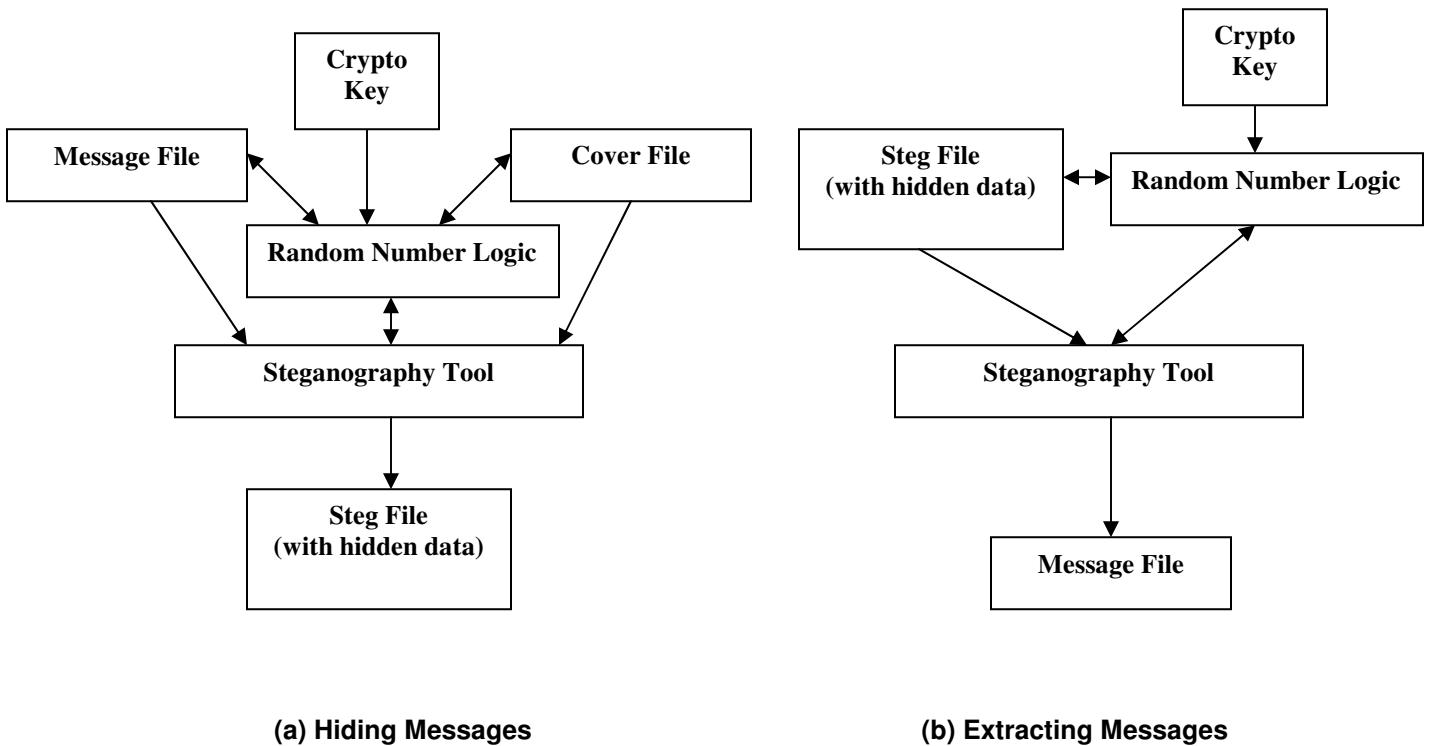 Crypto
Key
Message File
Cover File
Random Number Logic
Steganography Tool
Steg File
(with hidden data)
(a) Hiding Messages
Crypto
Key
Steg File
(with hidden data)
Random Number Logic
Steganography Tool
Message File
(b) Extracting Messages